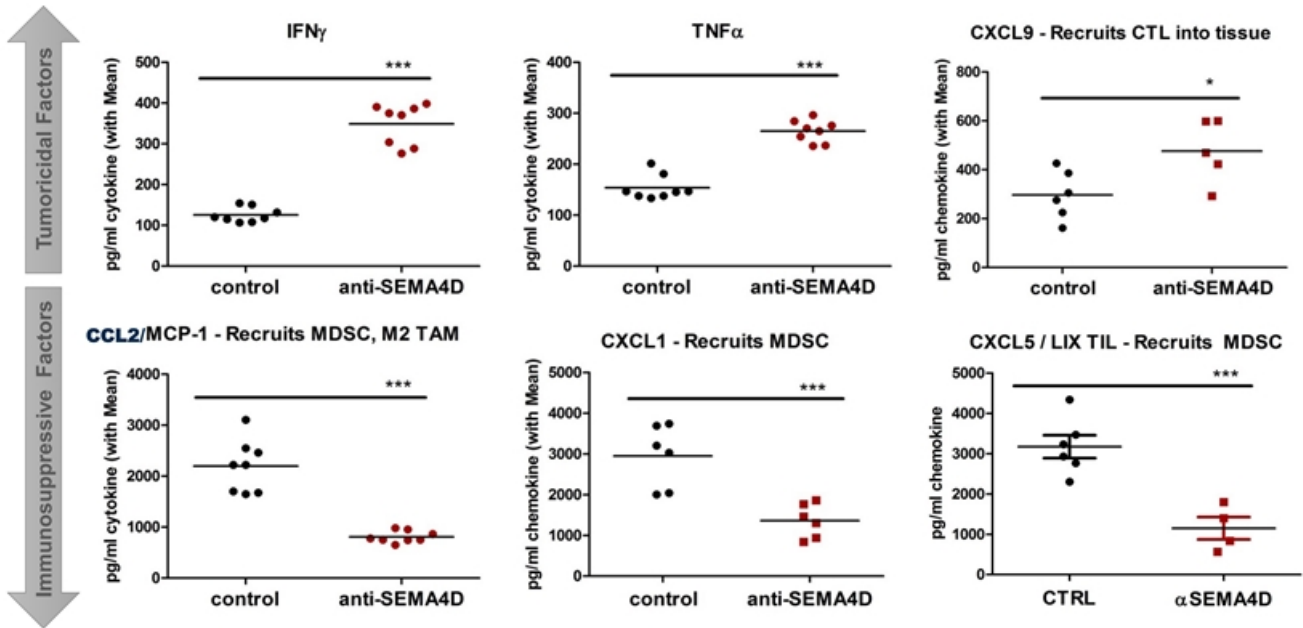 Tumoricidal Factors
IFNγ
pg/ml cytokine (with Mean)
500
400
300
200
100
0
***
control
anti-SEMA4D
TNFα
pg/ml cytokine (with Mean)
400
300
200
100
0
***
control
anti-SEMA4D
CXCL9 - Recruits CTL into tissue
pg/ml chemokine (with Mean)
800
600
400
200
0
*
control
anti-SEMA4D
Immunosuppressive Factors
CCL2/MCP-1 - Recruits MDSC, M2 TAM
pg/ml cytokine (with Mean)
4000
3000
2000
1000
0
***
control
anti-SEMA4D
CXCL1 - Recruits MDSC
pg/ml chemokine (with Mean)
5000
4000
3000
2000
1000
0
***
control
anti-SEMA4D
CXCL5 / LIX TIL - Recruits MDSC
pg/ml chemokine
5000
4000
3000
2000
1000
0
***
CTRL
αSEMA4D